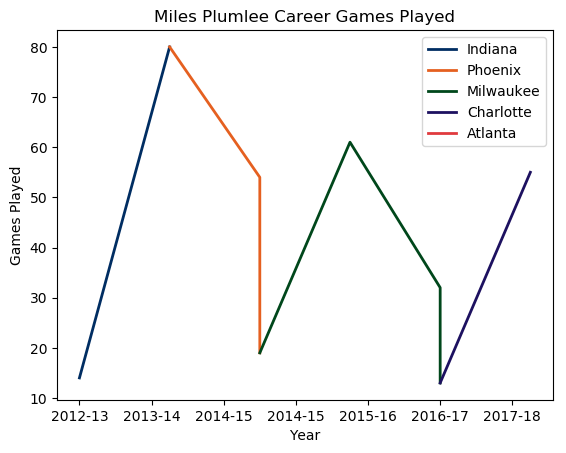 Miles Plumlee Career Games Played
Games Played
80
70
60
50
40
30
20
10
Indiana
Phoenix
Milwaukee
Charlotte
Atlanta
2012-13 2013-14 2014-15 2014-15 2015-16 2016-17 2017-18
Year